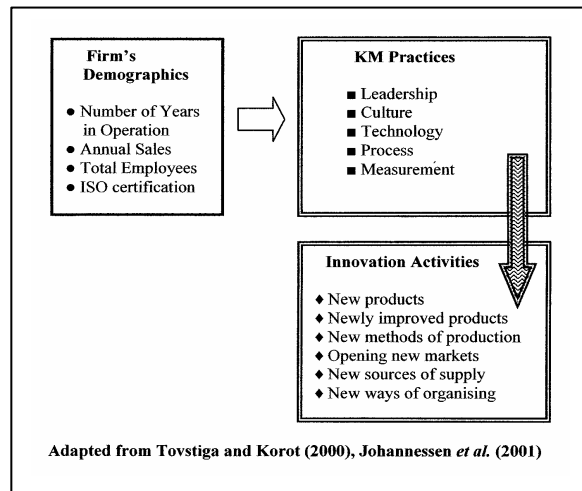 Firm's
Demographics
● Number of Years
in Operation
● Annual Sales
● Total Employees
● ISO certification
KM Practices
■ Leadership
■ Culture
■ Technology
■ Process
■ Measurement
Innovation Activities
♦ New products
♦ Newly improved products
♦ New methods of production
♦ Opening new markets
♦ New sources of supply
♦ New ways of organising
Adapted from Tovstiga and Korot (2000), Johannessen et al. (2001)